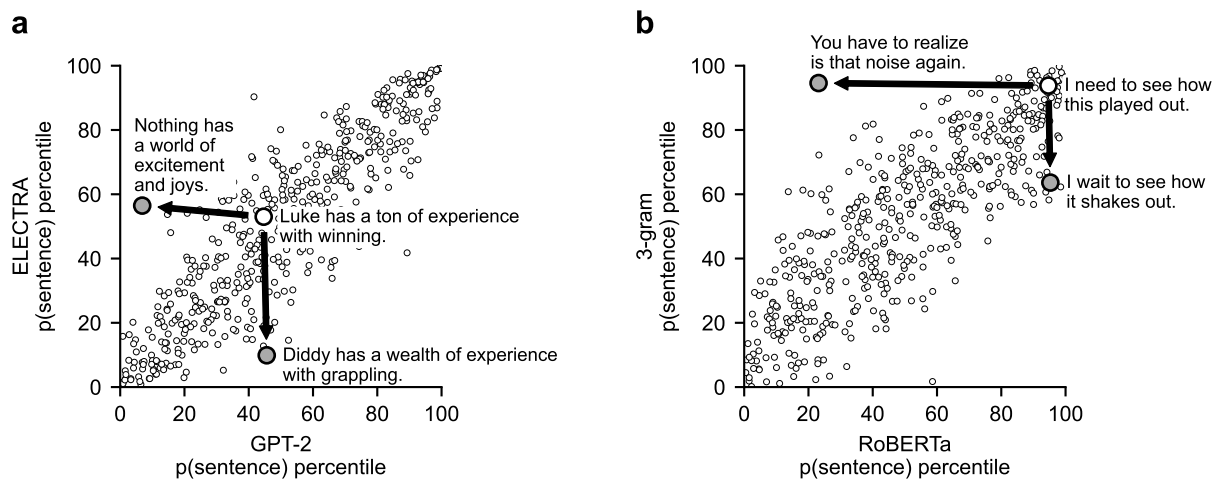 a
ELECTRA
p(sentence) percentile
100
80
60
40
20
0
Nothing has
a world of
excitement
and joys.
Luke has a ton of experience
with winning.
Diddy has a wealth of experience
with grappling.
0 20 40 60 80 100
GPT-2
p(sentence) percentile
b
3-gram
p(sentence) percentile
100
80
60
40
20
0
You have to realize
is that noise again.
I need to see how
this played out.
I wait to see how
it shakes out.
0 20 40 60 80 100
RoBERTa
p(sentence) percentile